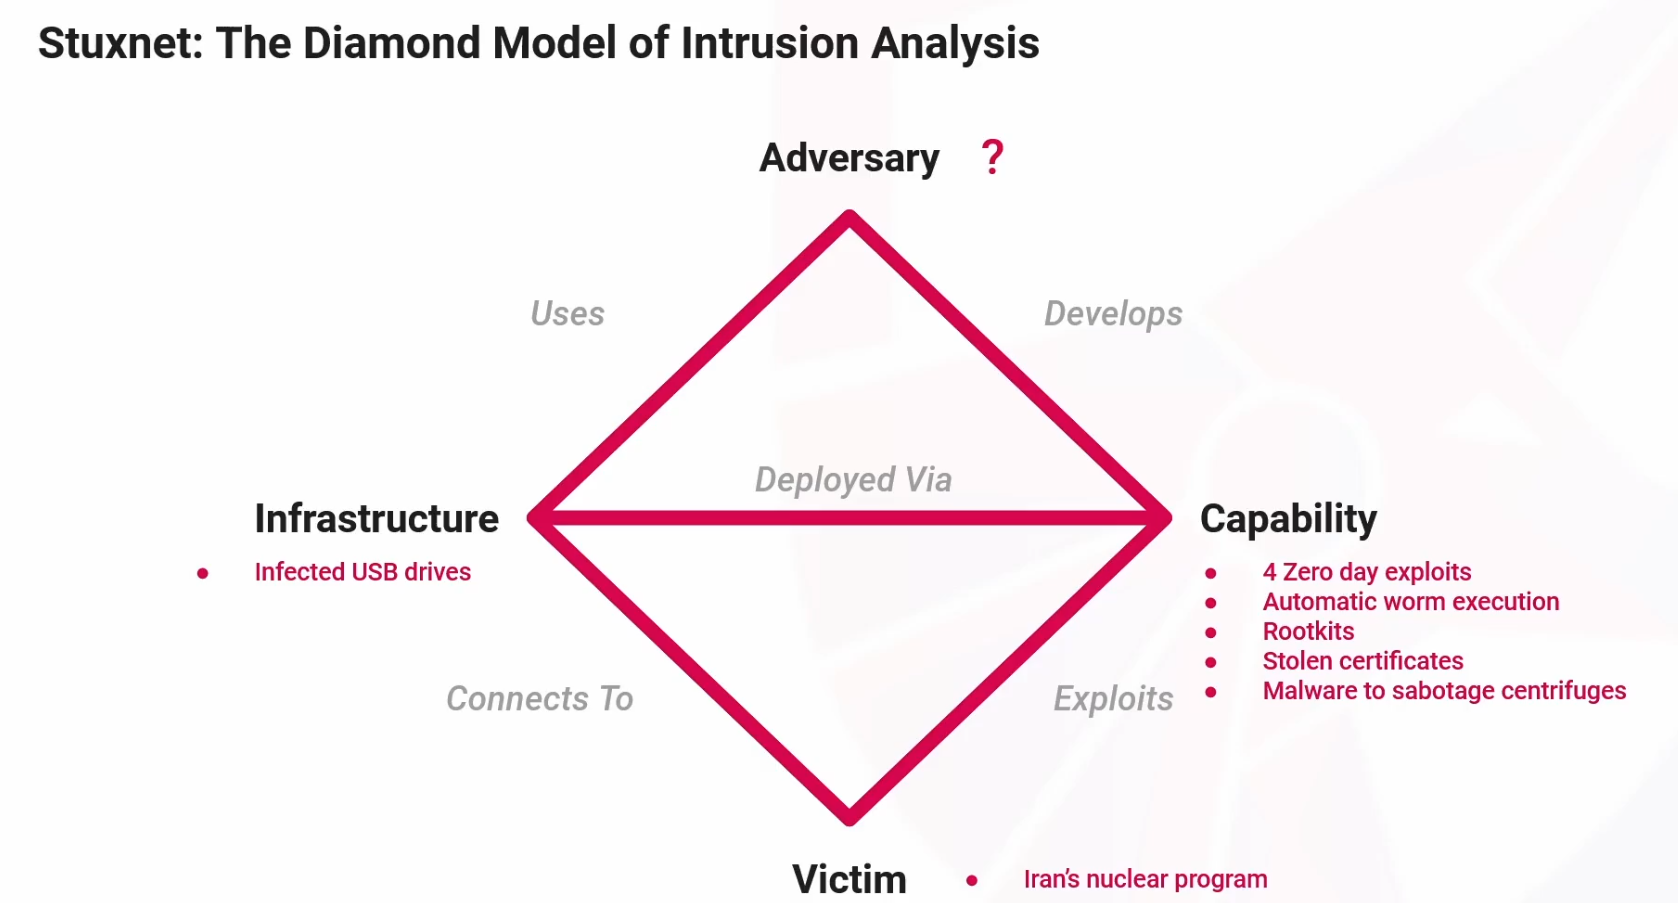 Stuxnet: The Diamond Model of Intrusion Analysis
Adversary ?
Uses
Develops
Deployed Via
Infrastructure
• Infected USB drives
Capability
• 4 Zero day exploits
• Automatic worm execution
• Rootkits
• Stolen certificates
• Malware to sabotage centrifuges
Connects To
Exploits
Victim
• Iran’s nuclear program